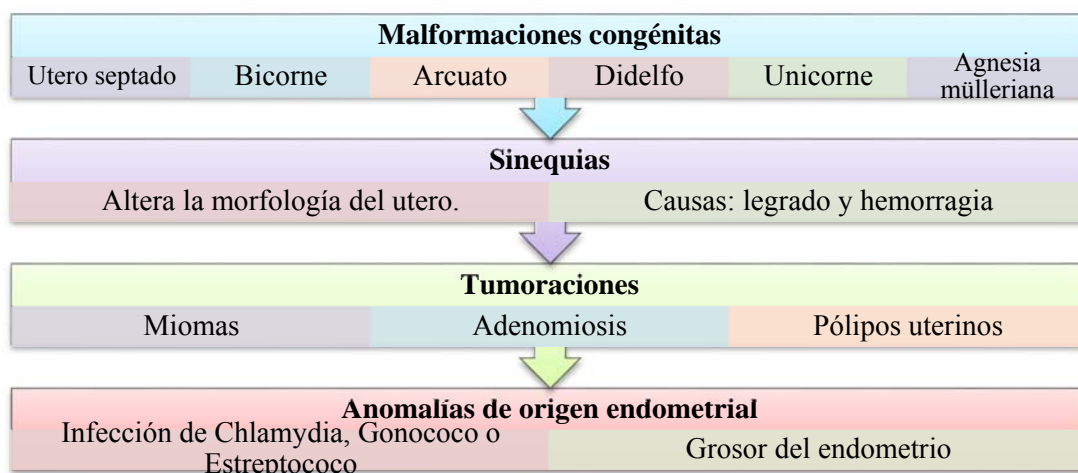 Malformaciones congénitas
Utero septado
Bicorne
Arcuato
Didelfo
Unicorne
Agnesia
mülleriana
Sinequias
Altera la morfología del utero.
Causas: legrado y hemorragia
Tumoraciones
Miomas
Adenomiosis
Pólipos uterinos
Anomalías de origen endometrial
Infección de Chlamydia, Gonococo o
Estreptococo
Grosor del endometrio